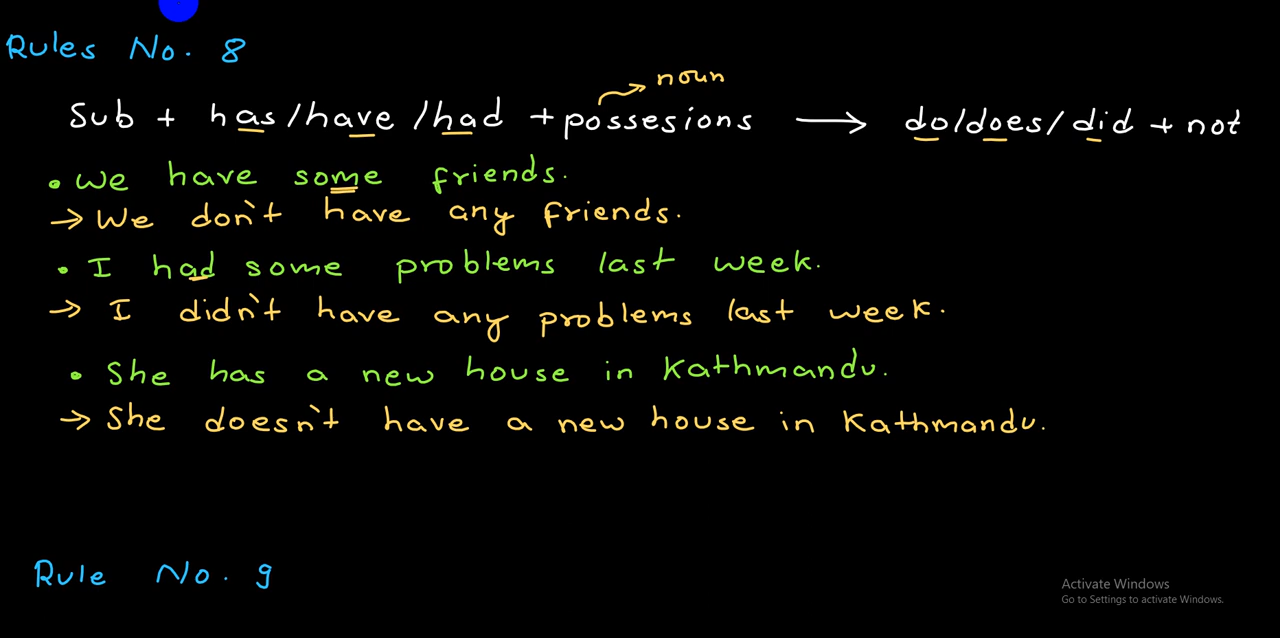 Rules No. 8
noun
Sub + has/have/had + possesions → do/does/did + not
• We have some friends.
→ We don't have any friends.
• I had some problems last week.
→ I didn't have any problems last week.
• She has a new house in Kathmandu.
→ She doesn't have a new house in Kathmandu.
Rule No. 9
Activate Windows
Go to Settings to activate Windows.